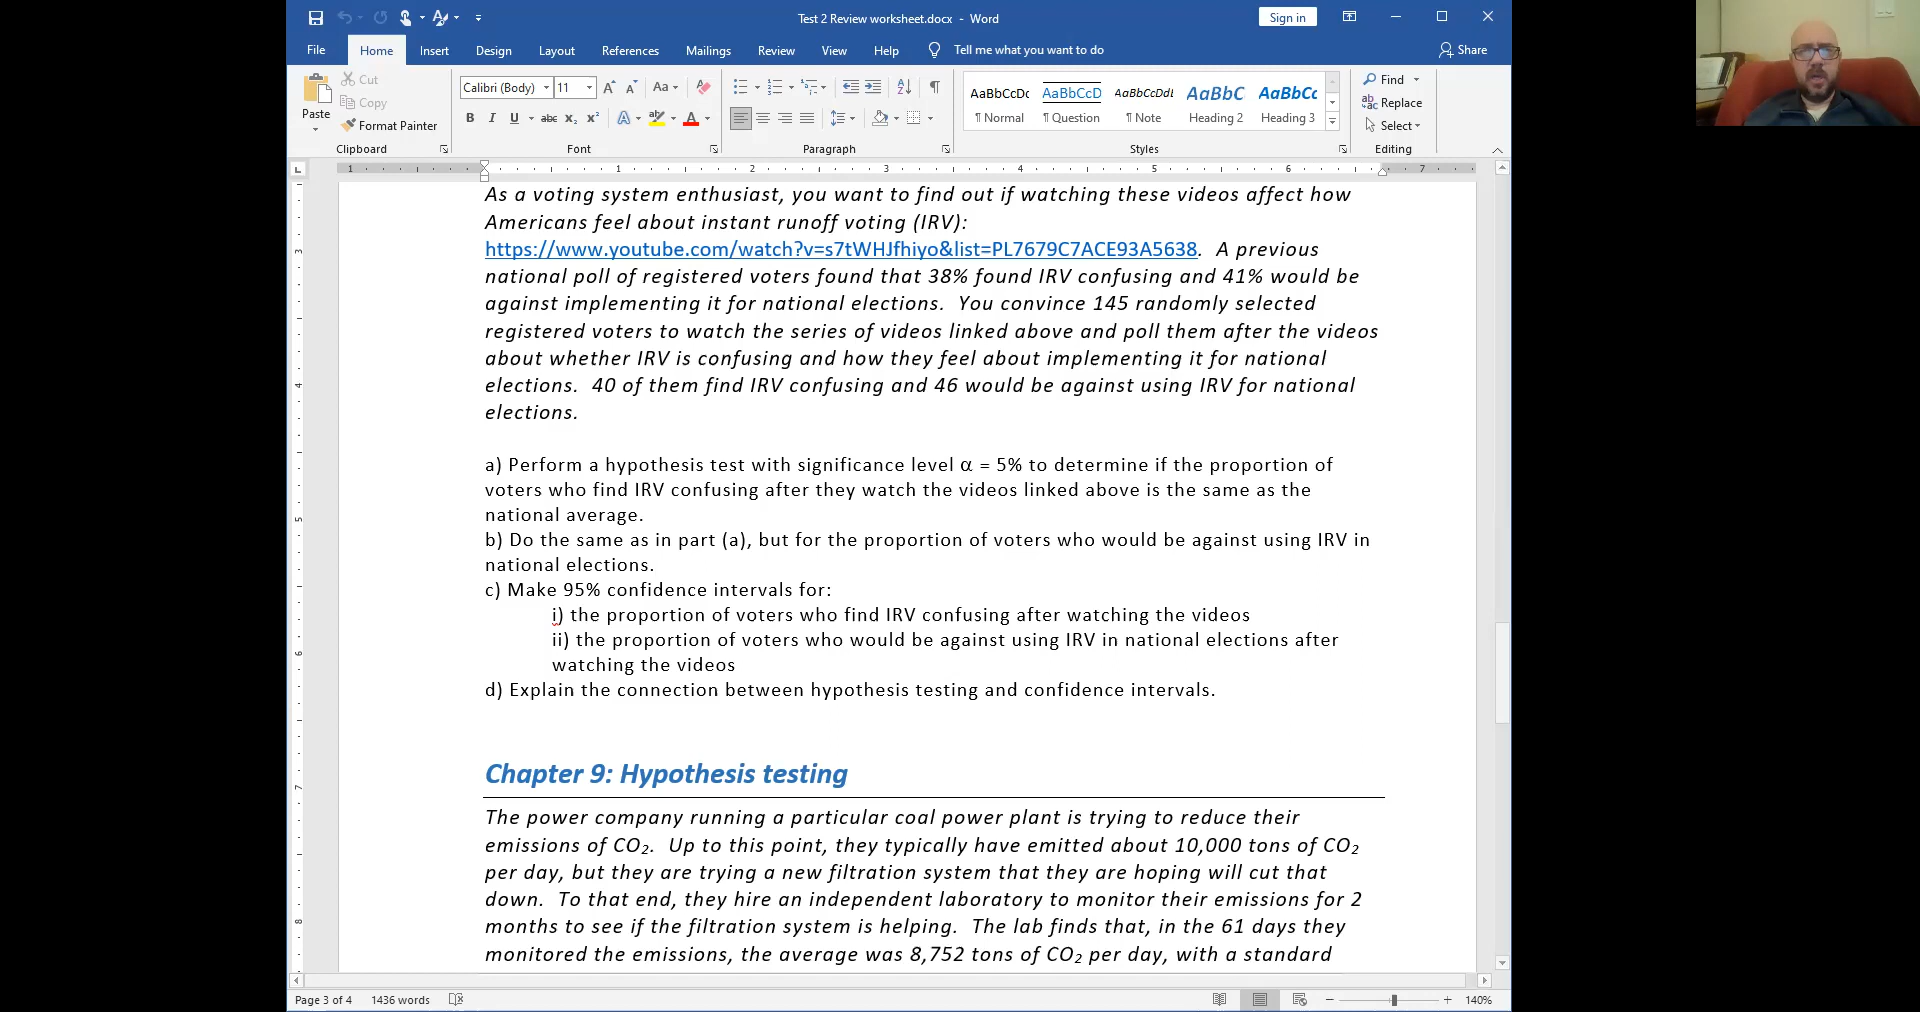 Test 2 Review worksheet.docx - Word
Sign in
File Home Insert Design Layout References Mailings Review View Help Tell me what you want to do Share
Paste
Cut
Copy
Format Painter
Clipboard
Calibri (Body) 11
Font
Paragraph
AaBbCcDc AaBbCcD AaBbCcDdE AaBbC AaBbCc
¶ Normal ¶ Question ¶ Note Heading 2 Heading 3
Styles
Find
Replace
Select
Editing
As a voting system enthusiast, you want to find out if watching these videos affect how
Americans feel about instant runoff voting (IRV):
https://www.youtube.com/watch?v=s7tWHJfhiyo&list=PL7679C7ACE93A5638. A previous
national poll of registered voters found that 38% found IRV confusing and 41% would be
against implementing it for national elections. You convince 145 randomly selected
registered voters to watch the series of videos linked above and poll them after the videos
about whether IRV is confusing and how they feel about implementing it for national
elections. 40 of them find IRV confusing and 46 would be against using IRV for national
elections.
a) Perform a hypothesis test with significance level α = 5% to determine if the proportion of
voters who find IRV confusing after they watch the videos linked above is the same as the
national average.
b) Do the same as in part (a), but for the proportion of voters who would be against using IRV in
national elections.
c) Make 95% confidence intervals for:
i) the proportion of voters who find IRV confusing after watching the videos
ii) the proportion of voters who would be against using IRV in national elections after
watching the videos
d) Explain the connection between hypothesis testing and confidence intervals.
Chapter 9: Hypothesis testing
The power company running a particular coal power plant is trying to reduce their
emissions of CO₂. Up to this point, they typically have emitted about 10,000 tons of CO₂
per day, but they are trying a new filtration system that they are hoping will cut that
down. To that end, they hire an independent laboratory to monitor their emissions for 2
months to see if the filtration system is helping. The lab finds that, in the 61 days they
monitored the emissions, the average was 8,752 tons of CO₂ per day, with a standard
Page 3 of 4 1436 words 140%